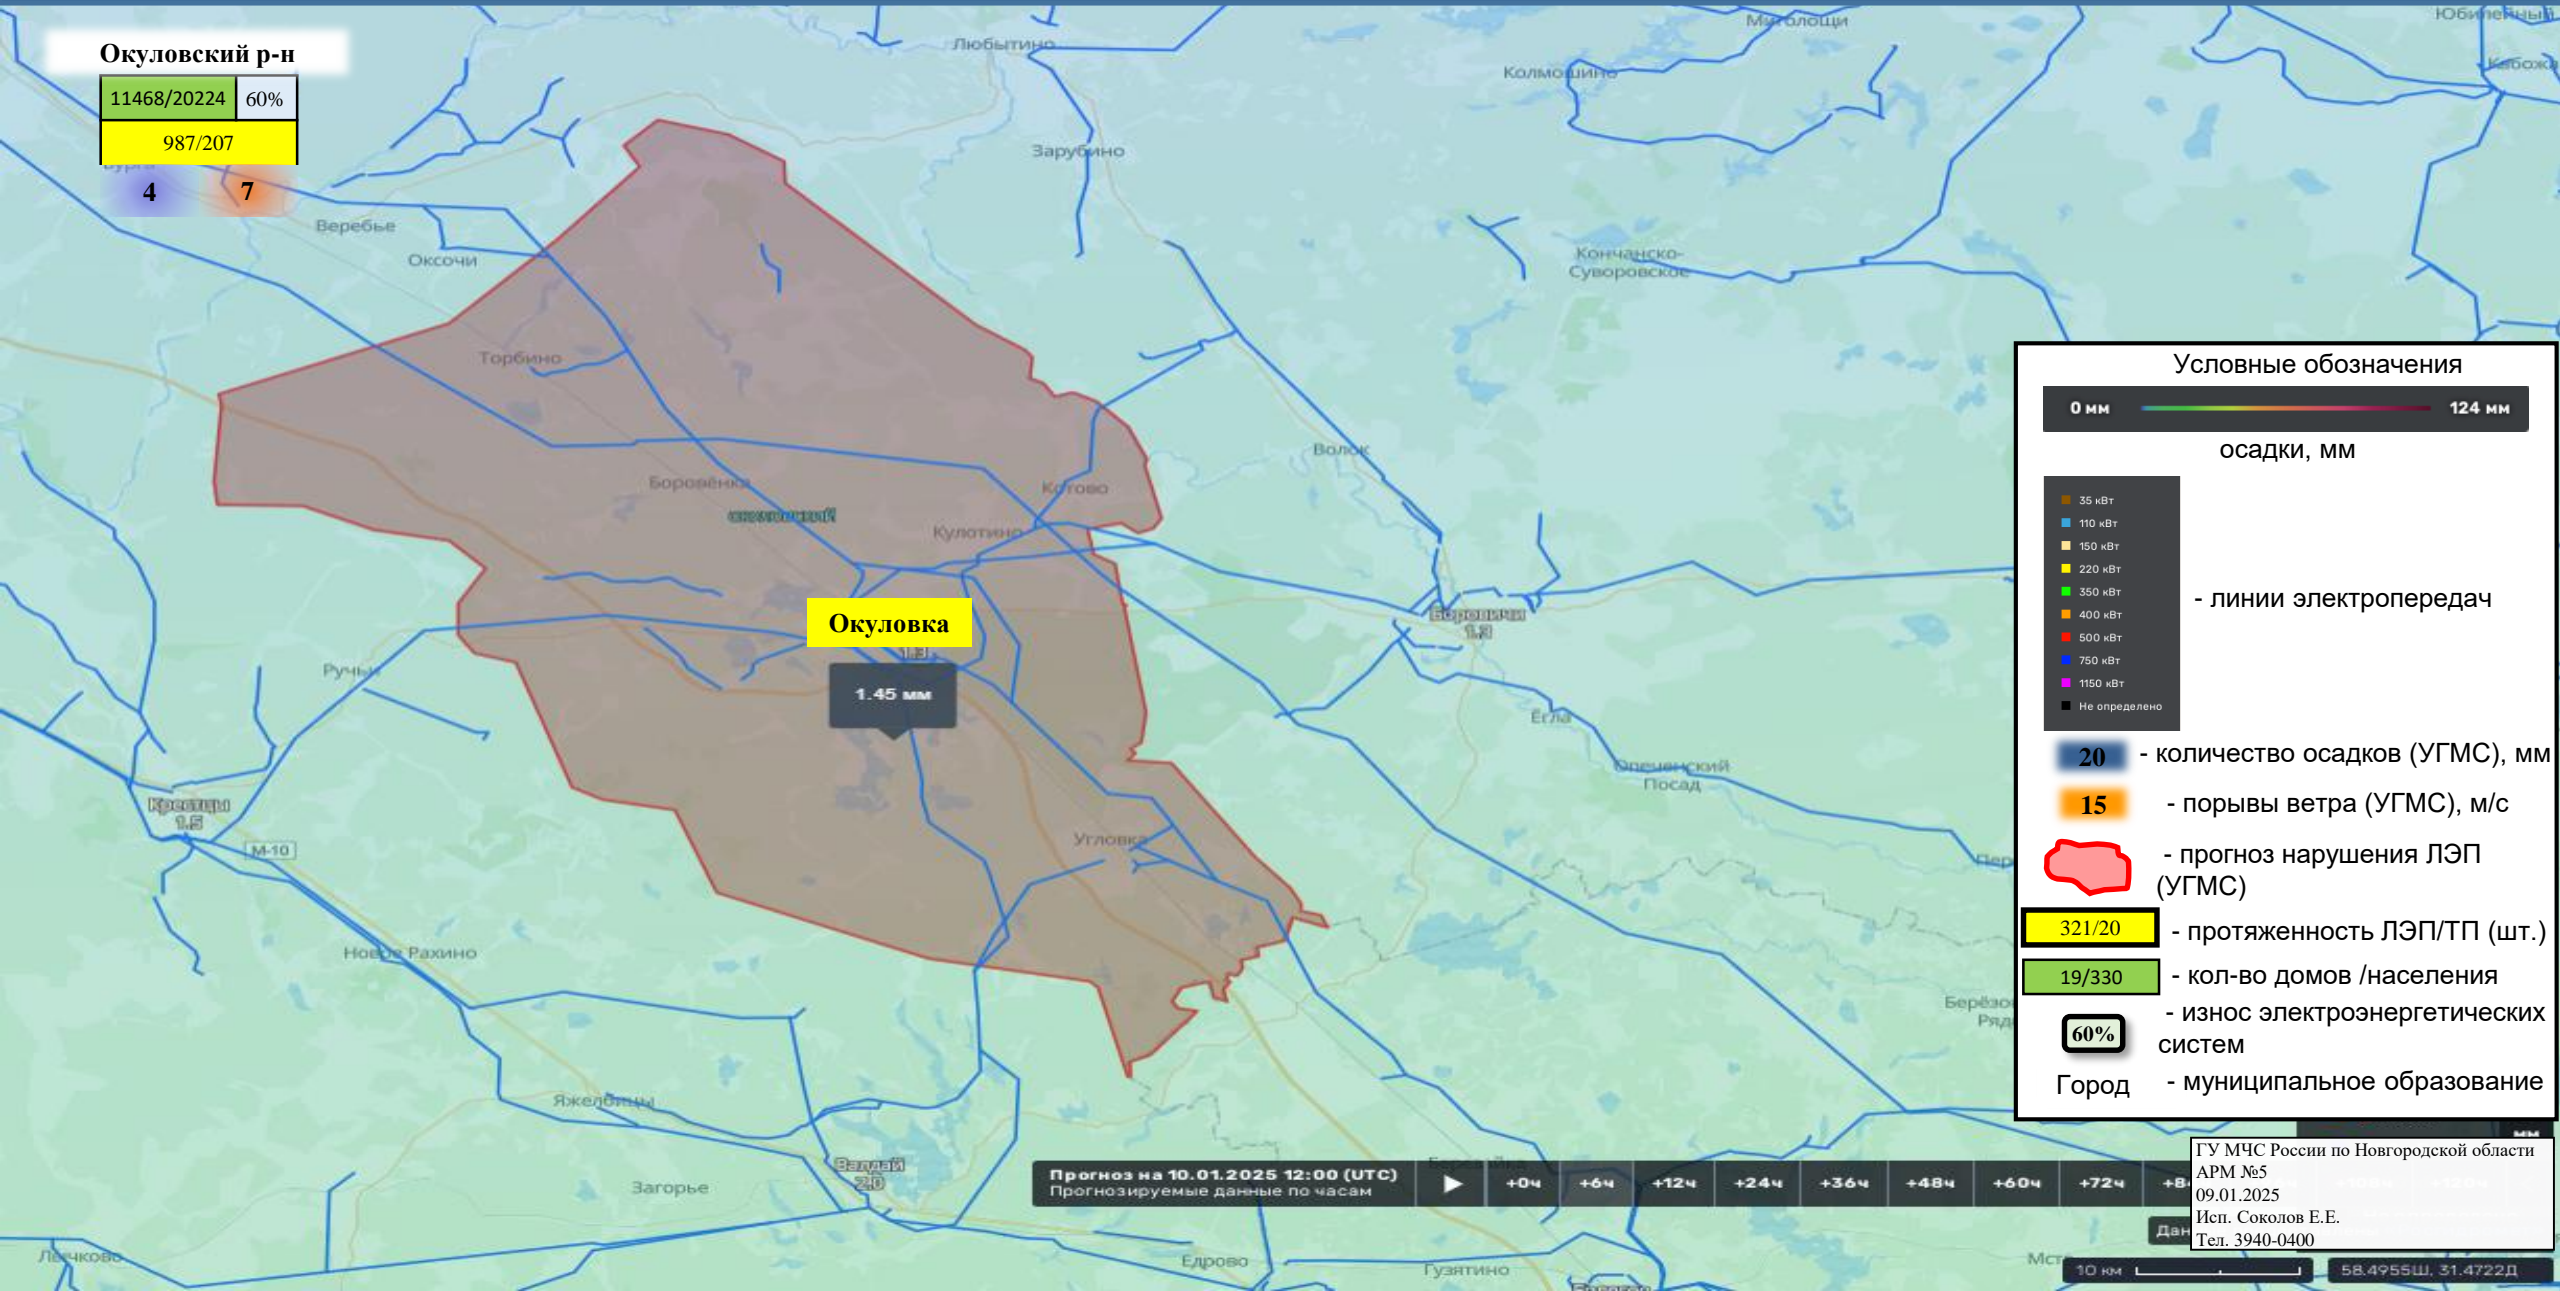 Окуловский р-н
11468/20224 60%
987/207
4 7
Любытино
Колмошино
Зарубино
Веребье
Оксочи
Кончанско-
Суворовское
Торбино
Волок
Боровёнка
Котово
окуловский
Кулотино
Окуловка
1.3
1.45 мм
Боровичи
1.3
Ручьи
Ёгла
Опеченский
Посад
Крестцы
1.5
М-10
Угловка
Новое Рахино
Яжелбицы
Валдай
2.0
Загорье
Едрово
Гузятино
Условные обозначения
0 мм 124 мм
осадки, мм
35 кВт
110 кВт
150 кВт
220 кВт
350 кВт
400 кВт
500 кВт
750 кВт
1150 кВт
Не определено
- линии электропередач
20 - количество осадков (УГМС), мм
15 - порывы ветра (УГМС), м/с
- прогноз нарушения ЛЭП
(УГМС)
321/20 - протяженность ЛЭП/ТП (шт.)
19/330 - кол-во домов /населения
60% - износ электроэнергетических
систем
Город - муниципальное образование
Прогноз на 10.01.2025 12:00 (UTC)
Прогнозируемые данные по часам
+0ч +6ч +12ч +24ч +36ч +48ч +60ч +72ч
ГУ МЧС России по Новгородской области
АРМ №5
09.01.2025
Исп. Соколов Е.Е.
Тел. 3940-0400
10 км
58.4955Ш, 31.4722Д